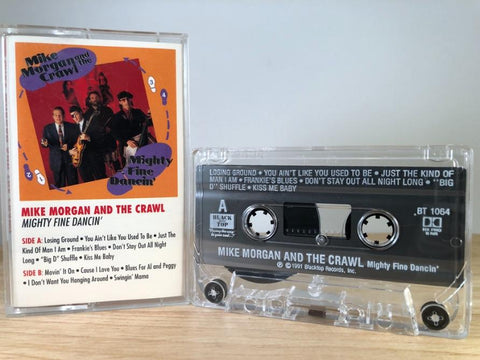 Mike
Morgan and
the
Crawl
Mighty
Fine
Dancin'
MIKE MORGAN AND THE CRAWL
MIGHTY FINE DANCIN'
SIDE A: Losing Ground • You Ain't Like You Used To Be • Just The
Kind Of Man I Am • Frankie's Blues • Don't Stay Out All Night
Long • "Big D" Shuffle • Kiss Me Baby
SIDE B: Movin' It On • Cause I Love You • Blues For Al and Peggy
• I Don't Want You Hanging Around • Swingin' Mama
LOSING GROUND • YOU AIN'T LIKE YOU USED TO BE • JUST THE KIND OF
MAN I AM • FRANKIE'S BLUES • DON'T STAY OUT ALL NIGHT LONG • "BIG
D" SHUFFLE • KISS ME BABY
A
BLACK
TOP
BT 1064
MIKE MORGAN AND THE CRAWL Mighty Fine Dancin'
© 1991 Blacktop Records, Inc.